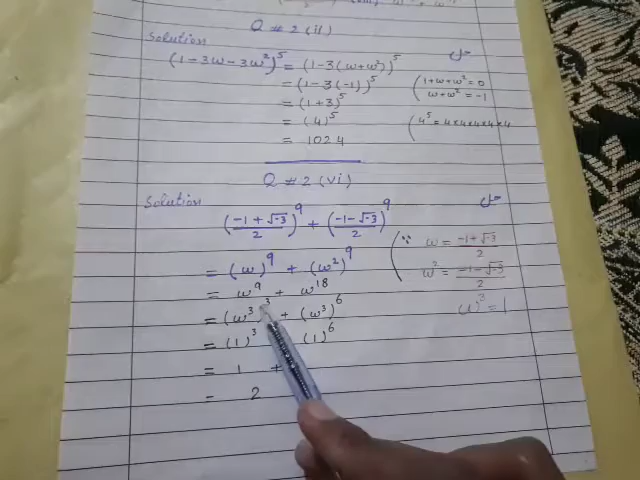 Q # 2 (ii)
Solution حل
(1-3ω-3ω²)⁵ = (1-3(ω+ω²))⁵
= (1-3(-1))⁵ (1+ω+ω²=0
= (1+3)⁵ ω+ω² = -1
= (4)⁵ (4⁵ = 4×4×4×4×4
= 1024
Q # 2 (vi)
Solution حل
((-1+√-3)/2)⁹ + ((-1-√-3)/2)⁹
= (ω)⁹ + (ω²)⁹ (∵ ω = (-1+√-3)/2
= ω⁹ + ω¹⁸ ω² = (-1-√-3)/2
= (ω³)³ + (ω³)⁶ ω³ = 1
= (1)³ (1)⁶
= 1 +
= 2